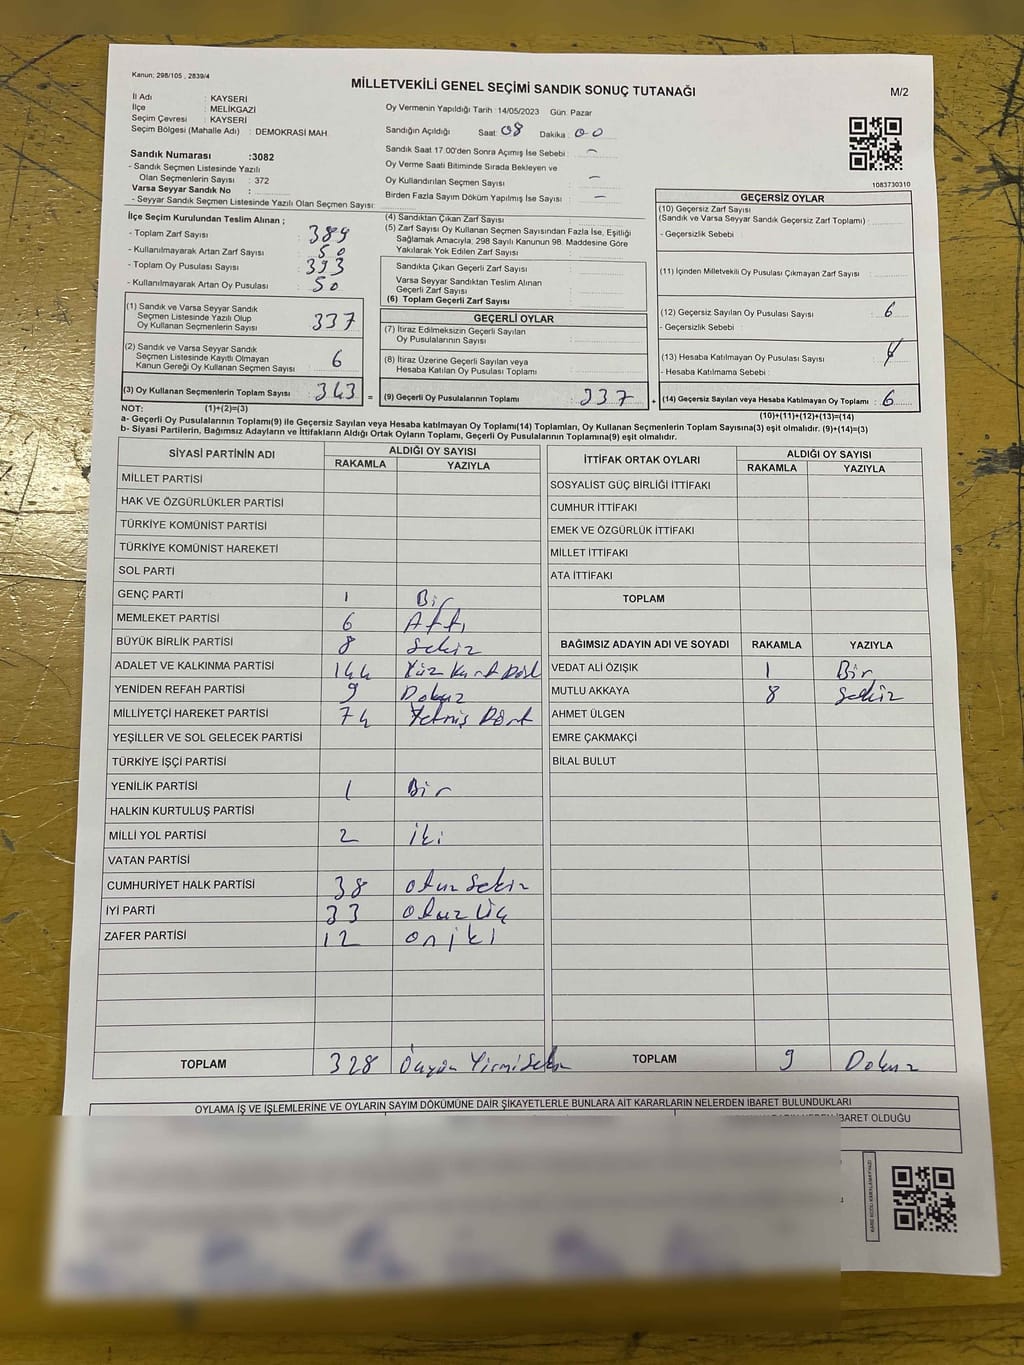 Kanun; 298/105 , 2839/4
MİLLETVEKİLİ GENEL SEÇİMİ SANDIK SONUÇ TUTANAĞI
M/2
İl Adı : KAYSERİ
İlçe : MELİKGAZİ
Seçim Çevresi : KAYSERİ
Seçim Bölgesi (Mahalle Adı) : DEMOKRASİ MAH.
Sandık Numarası :3082
- Sandık Seçmen Listesinde Yazılı
Olan Seçmenlerin Sayısı : 372
Varsa Seyyar Sandık No :
- Seyyar Sandık Seçmen Listesinde Yazılı Olan Seçmen Sayısı:
Oy Vermenin Yapıldığı Tarih : 14/05/2023 Gün: Pazar
Sandığın Açıldığı Saat: 08 Dakika : 00
Sandık Saat 17.00'den Sonra Açımış İse Sebebi : -
Oy Verme Saati Bitiminde Sırada Bekleyen ve
Oy Kullandırılan Seçmen Sayısı : -
Birden Fazla Sayım Döküm Yapılmış İse Sayısı : -
1083730310
İlçe Seçim Kurulundan Teslim Alınan ;
- Toplam Zarf Sayısı : 389
- Kullanılmayarak Artan Zarf Sayısı : 50
- Toplam Oy Pusulası Sayısı : 393
- Kullanılmayarak Artan Oy Pusulası : 50
(1) Sandık ve Varsa Seyyar Sandık
Seçmen Listesinde Yazılı Olup
Oy Kullanan Seçmenlerin Sayısı : 337
(2) Sandık ve Varsa Seyyar Sandık
Seçmen Listesinde Kayıtlı Olmayan
Kanun Gereği Oy Kullanan Seçmen Sayısı : 6
(3) Oy Kullanan Seçmenlerin Toplam Sayısı : 343 =
(4) Sandıktan Çıkan Zarf Sayısı :
(5) Zarf Sayısı Oy Kullanan Seçmen Sayısından Fazla İse, Eşitliği
Sağlamak Amacıyla; 298 Sayılı Kanunun 98. Maddesine Göre
Yakılarak Yok Edilen Zarf Sayısı :
Sandıkta Çıkan Geçerli Zarf Sayısı :
Varsa Seyyar Sandıktan Teslim Alınan
Geçerli Zarf Sayısı :
(6) Toplam Geçerli Zarf Sayısı :
GEÇERLİ OYLAR
(7) İtiraz Edilmeksizin Geçerli Sayılan
Oy Pusulalarının Sayısı :
(8) İtiraz Üzerine Geçerli Sayılan veya
Hesaba Katılan Oy Pusulası Toplamı :
(9) Geçerli Oy Pusulalarının Toplamı : 337 +
GEÇERSİZ OYLAR
(10) Geçersiz Zarf Sayısı
(Sandık ve Varsa Seyyar Sandık Geçersiz Zarf Toplamı) :
- Geçersizlik Sebebi :
(11) İçinden Milletvekili Oy Pusulası Çıkmayan Zarf Sayısı :
(12) Geçersiz Sayılan Oy Pusulası Sayısı : 6
- Geçersizlik Sebebi :
(13) Hesaba Katılmayan Oy Pusulası Sayısı :
- Hesaba Katılmama Sebebi :
(14) Geçersiz Sayılan veya Hesaba Katılmayan Oy Toplamı : 6
NOT: (1)+(2)=(3)
(10)+(11)+(12)+(13)=(14)
a- Geçerli Oy Pusulalarının Toplamı(9) ile Geçersiz Sayılan veya Hesaba katılmayan Oy Toplamı(14) Toplamları, Oy Kullanan Seçmenlerin Toplam Sayısına(3) eşit olmalıdır. (9)+(14)=(3)
b- Siyasi Partilerin, Bağımsız Adayların ve İttifakların Aldığı Ortak Oyların Toplamı, Geçerli Oy Pusulalarının Toplamına(9) eşit olmalıdır.
SİYASİ PARTİNİN ADI ALDIĞI OY SAYISI
RAKAMLA YAZIYLA
MİLLET PARTİSİ
HAK VE ÖZGÜRLÜKLER PARTİSİ
TÜRKİYE KOMÜNİST PARTİSİ
TÜRKİYE KOMÜNİST HAREKETİ
SOL PARTİ
GENÇ PARTİ 1 Bir
MEMLEKET PARTİSİ 6 Altı
BÜYÜK BİRLİK PARTİSİ 8 Sekiz
ADALET VE KALKINMA PARTİSİ 144 Yüz Kırk Dört
YENİDEN REFAH PARTİSİ 9 Dokuz
MİLLİYETÇİ HAREKET PARTİSİ 74 Yetmiş Dört
YEŞİLLER VE SOL GELECEK PARTİSİ
TÜRKİYE İŞÇİ PARTİSİ
YENİLİK PARTİSİ 1 Bir
HALKIN KURTULUŞ PARTİSİ
MİLLİ YOL PARTİSİ 2 İki
VATAN PARTİSİ
CUMHURİYET HALK PARTİSİ 38 Otuz Sekiz
İYİ PARTİ 33 Otuz Üç
ZAFER PARTİSİ 12 On iki
TOPLAM 328 Üçyüz Yirmi Sekiz
İTTİFAK ORTAK OYLARI ALDIĞI OY SAYISI
RAKAMLA YAZIYLA
SOSYALİST GÜÇ BİRLİĞİ İTTİFAKI
CUMHUR İTTİFAKI
EMEK VE ÖZGÜRLÜK İTTİFAKI
MİLLET İTTİFAKI
ATA İTTİFAKI
TOPLAM
BAĞIMSIZ ADAYIN ADI VE SOYADI RAKAMLA YAZIYLA
VEDAT ALİ ÖZIŞIK 1 Bir
MUTLU AKKAYA 8 Sekiz
AHMET ÜLGEN
EMRE ÇAKMAKÇİ
BİLAL BULUT
TOPLAM 9 Dokuz
OYLAMA İŞ VE İŞLEMLERİNE VE OYLARIN SAYIM DÖKÜMÜNE DAİR ŞİKAYETLERLE BUNLARA AİT KARARLARIN NELERDEN İBARET BULUNDUKLARI
İBARET OLDUĞU